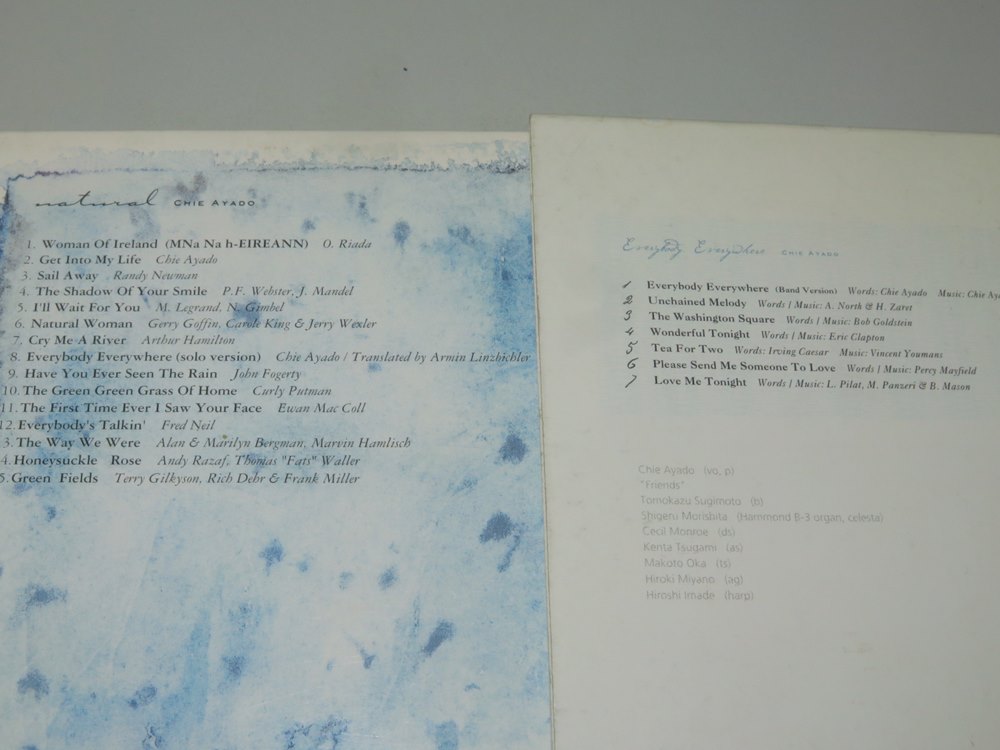 natural CHIE AYADO
1. Woman Of Ireland (MNa Na h-EIREANN) O. Riada
2. Get Into My Life Chie Ayado
3. Sail Away Randy Newman
4. The Shadow Of Your Smile P.F. Webster, J. Mandel
5. I'll Wait For You M. Legrand, N. Gimbel
6. Natural Woman Gerry Goffin, Carole King & Jerry Wexler
7. Cry Me A River Arthur Hamilton
8. Everybody Everywhere (solo version) Chie Ayado / Translated by Armin Linzbichler
9. Have You Ever Seen The Rain John Fogerty
10. The Green Green Grass Of Home Curly Putman
11. The First Time Ever I Saw Your Face Ewan Mac Coll
12. Everybody's Talkin' Fred Neil
3. The Way We Were Alan & Marilyn Bergman, Marvin Hamlisch
4. Honeysuckle Rose Andy Razaf, Thomas "Fats" Waller
5. Green Fields Terry Gilkyson, Rich Dehr & Frank Miller
Everybody Everywhere CHIE AYADO
1 Everybody Everywhere (Band Version) Words: Chie Ayado Music: Chie Aya
2 Unchained Melody Words / Music: A. North & H. Zaret
3 The Washington Square Words / Music: Bob Goldstein
4 Wonderful Tonight Words / Music: Eric Clapton
5 Tea For Two Words: Irving Caesar Music: Vincent Youmans
6 Please Send Me Someone To Love Words / Music: Percy Mayfield
7 Love Me Tonight Words / Music: L. Pilat, M. Panzeri & B. Mason
Chie Ayado (vo, p)
"Friends"
Tomokazu Sugimoto (b)
Shigeru Morishita (Hammond B-3 organ, celesta)
Cecil Monroe (ds)
Kenta Tsugami (as)
Makoto Oka (ts)
Hiroki Miyano (ag)
Hiroshi Imade (harp)